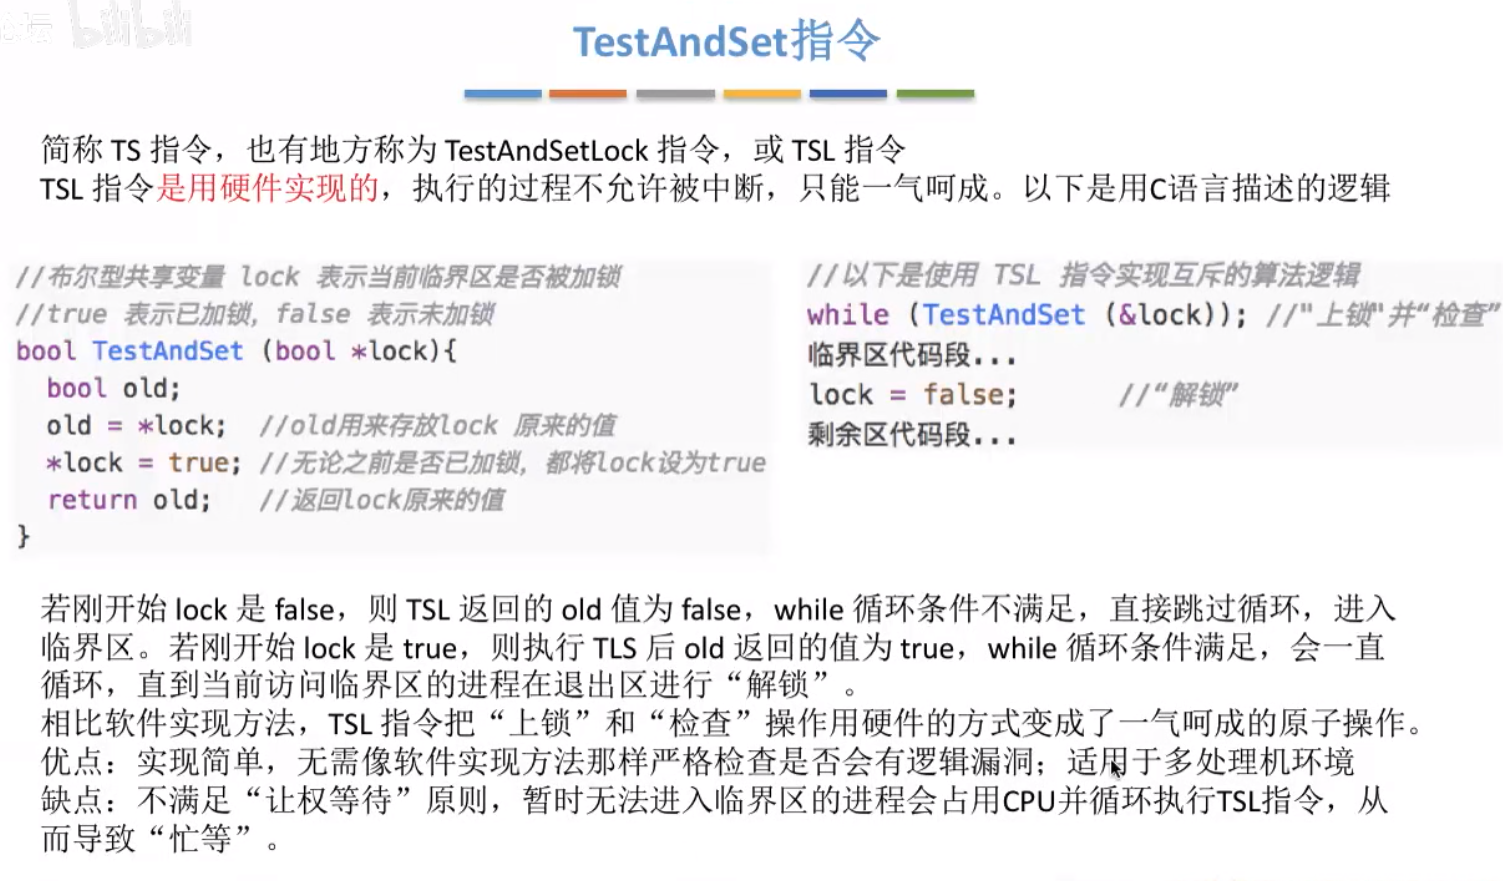 论坛 bilibili
TestAndSet指令
简称 TS 指令，也有地方称为 TestAndSetLock 指令，或 TSL 指令
TSL 指令是用硬件实现的，执行的过程不允许被中断，只能一气呵成。以下是用C语言描述的逻辑
//布尔型共享变量 lock 表示当前临界区是否被加锁
//true 表示已加锁，false 表示未加锁
bool TestAndSet (bool *lock){
bool old;
old = *lock; //old用来存放lock 原来的值
*lock = true; //无论之前是否已加锁，都将lock设为true
return old; //返回lock原来的值
}
//以下是使用 TSL 指令实现互斥的算法逻辑
while (TestAndSet (&lock)); //"上锁"并“检查”
临界区代码段...
lock = false; //“解锁”
剩余区代码段...
若刚开始 lock 是 false，则 TSL 返回的 old 值为 false，while 循环条件不满足，直接跳过循环，进入
临界区。若刚开始 lock 是 true，则执行 TLS 后 old 返回的值为 true，while 循环条件满足，会一直
循环，直到当前访问临界区的进程在退出区进行“解锁”。
相比软件实现方法，TSL 指令把“上锁”和“检查”操作用硬件的方式变成了一气呵成的原子操作。
优点：实现简单，无需像软件实现方法那样严格检查是否会有逻辑漏洞；适用于多处理机环境
缺点：不满足“让权等待”原则，暂时无法进入临界区的进程会占用CPU并循环执行TSL指令，从
而导致“忙等”。